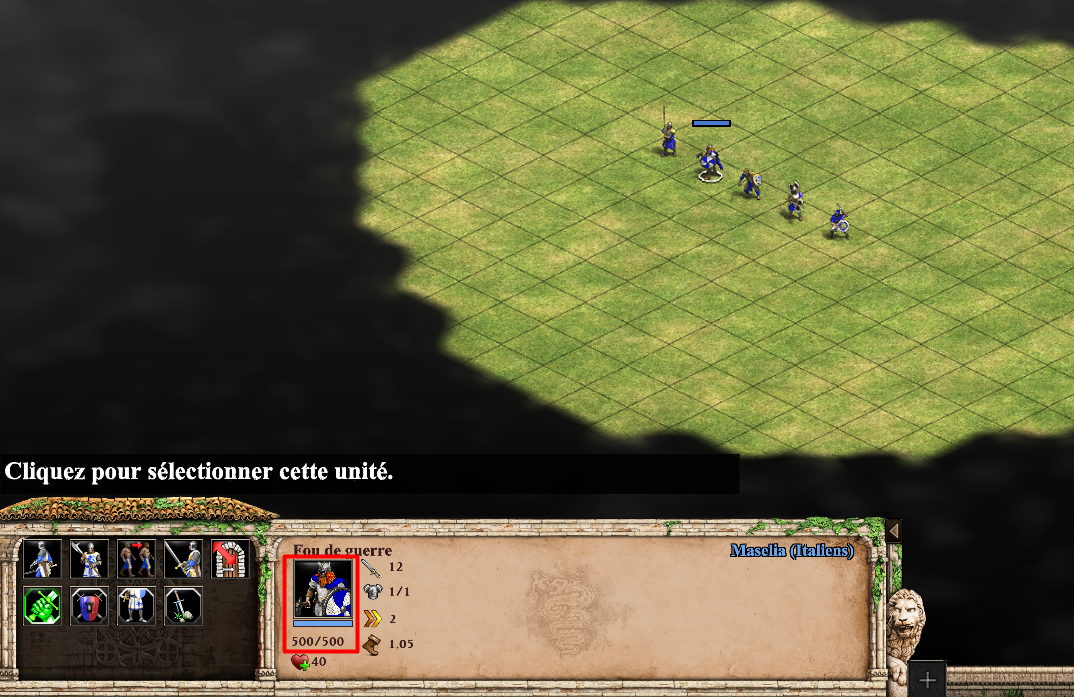 Cliquez pour sélectionner cette unité.
Fou de guerre
Maselia (Italiens)
12
1/1
2
500/500
1,05
40